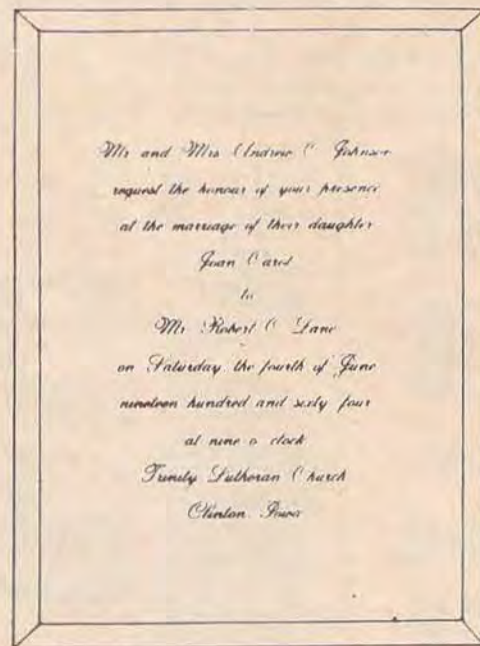 Mr and Mrs Andrew C Johnson
request the honour of your presence
at the marriage of their daughter
Joan Carol
to
Mr Robert C Lane
on Saturday the fourth of June
nineteen hundred and sixty four
at nine o clock
Trinity Lutheran Church
Clinton Iowa